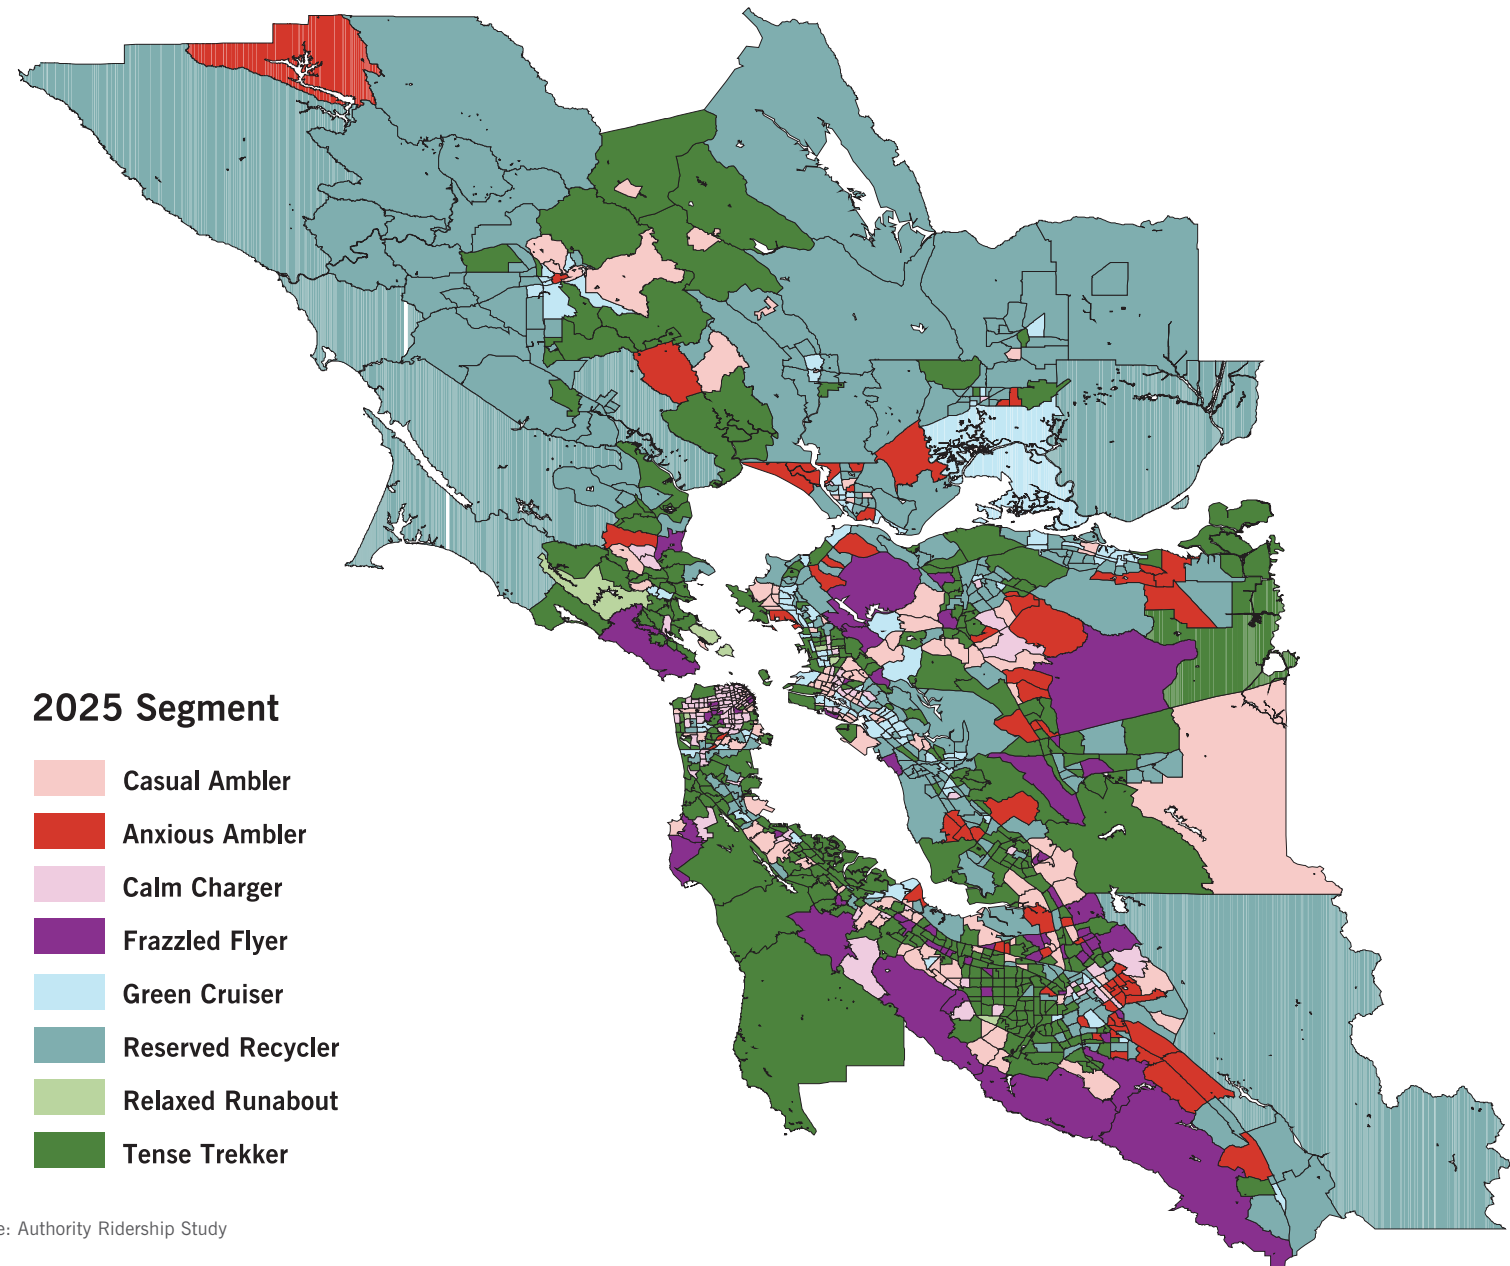 2025 Segment
Casual Ambler
Anxious Ambler
Calm Charger
Frazzled Flyer
Green Cruiser
Reserved Recycler
Relaxed Runabout
Tense Trekker
e: Authority Ridership Study